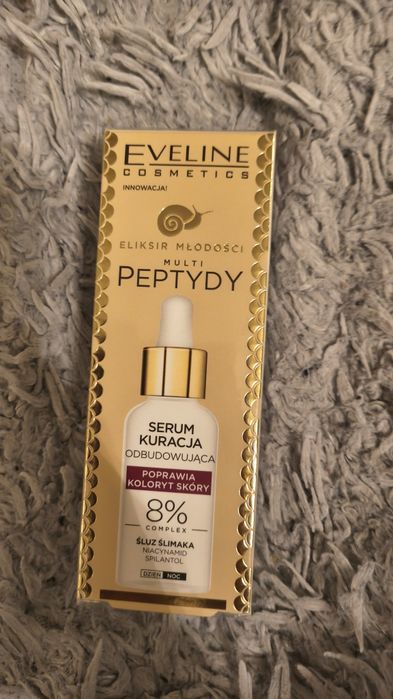 EVELINE
COSMETICS
INNOWACJA!
ELIKSIR MŁODOŚCI
MULTI
PEPTYDY
SERUM
KURACJA
ODBUDOWUJĄCA
POPRAWIA
KOLORYT SKÓRY
8%
COMPLEX
ŚLUZ ŚLIMAKA
NIACYNAMID
SPILANTOL
DZIEŃ NOC